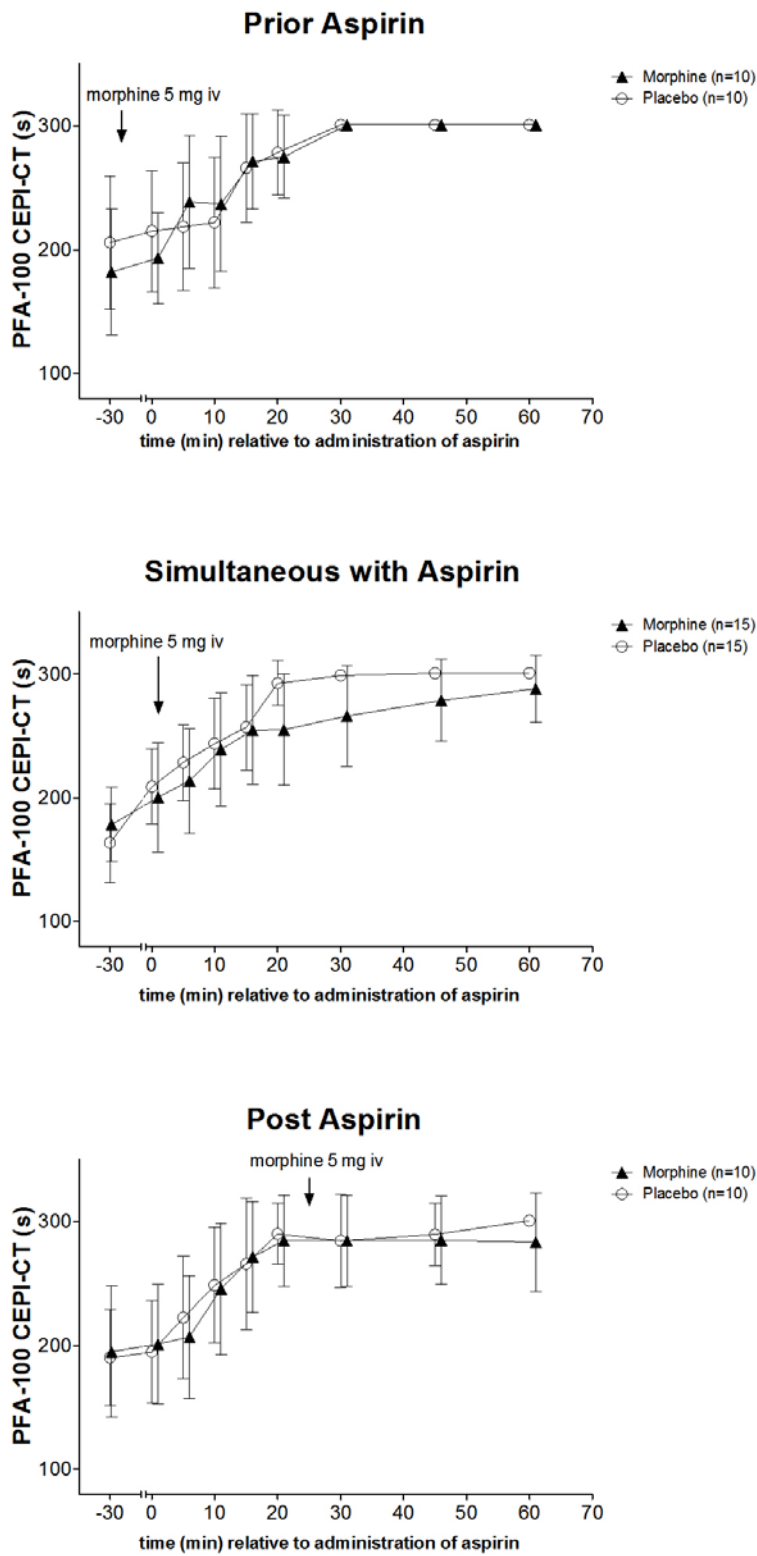 Prior Aspirin
morphine 5 mg iv
Morphine (n=10)
Placebo (n=10)
PFA-100 CEPI-CT (s)
300
200
100
-30 0 10 20 30 40 50 60 70
time (min) relative to administration of aspirin
Simultaneous with Aspirin
morphine 5 mg iv
Morphine (n=15)
Placebo (n=15)
PFA-100 CEPI-CT (s)
300
200
100
-30 0 10 20 30 40 50 60 70
time (min) relative to administration of aspirin
Post Aspirin
morphine 5 mg iv
Morphine (n=10)
Placebo (n=10)
PFA-100 CEPI-CT (s)
300
200
100
-30 0 10 20 30 40 50 60 70
time (min) relative to administration of aspirin